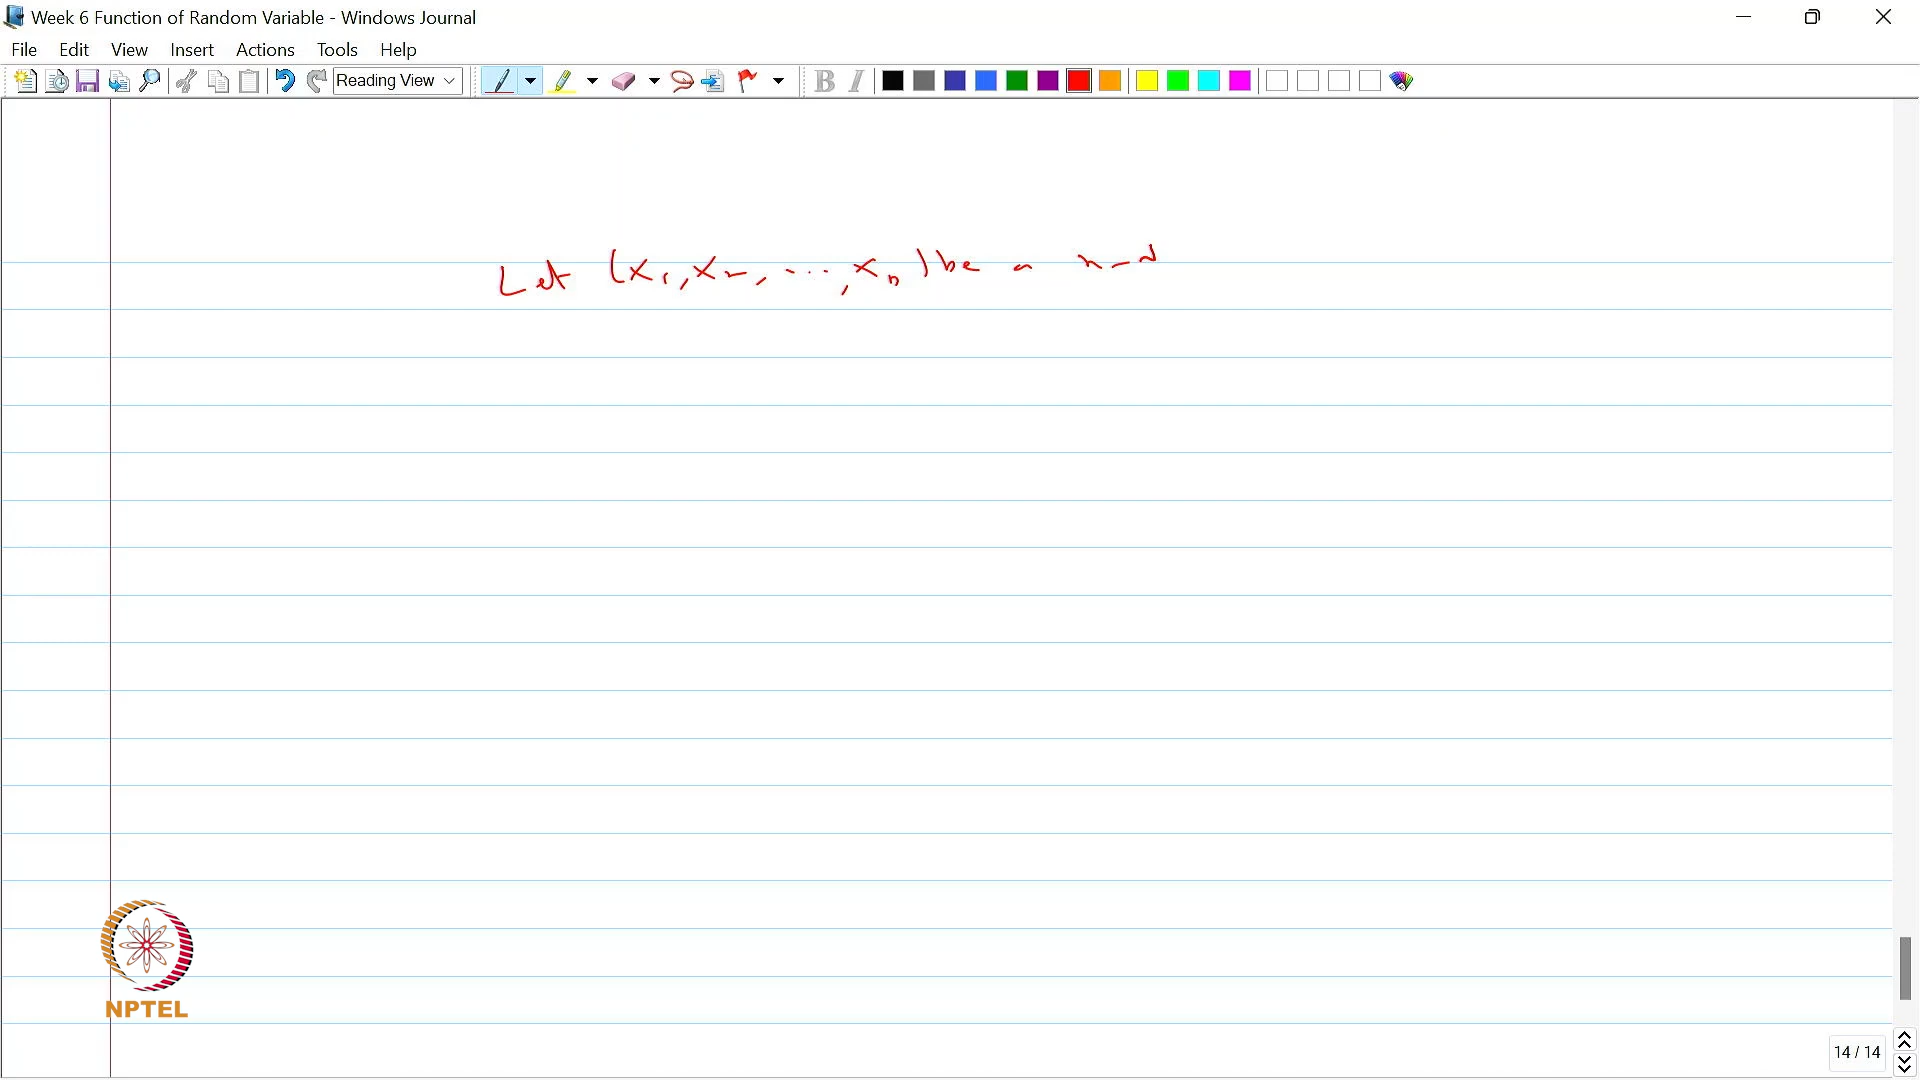 Week 6 Function of Random Variable - Windows Journal
File Edit View Insert Actions Tools Help
Reading View B I
Let (x₁, x₂, ..., xₙ) be a n-d
NPTEL
14 / 14